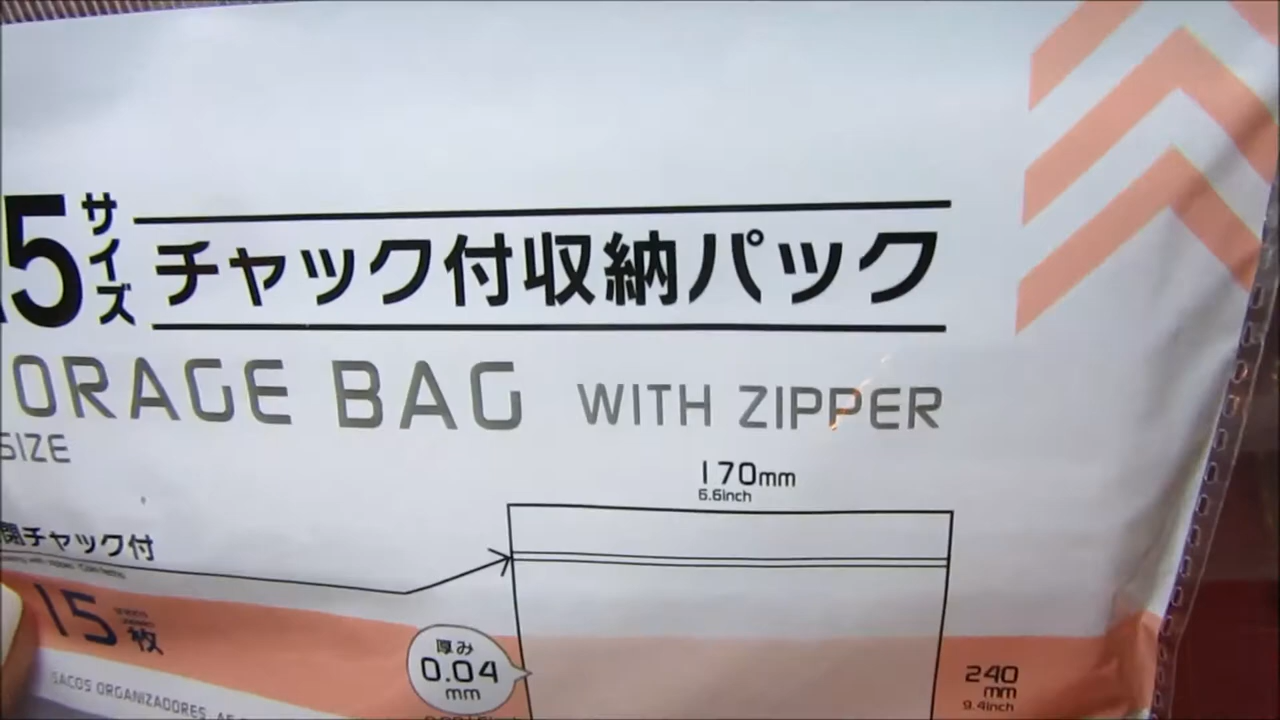 5サイズ
チャック付収納パック
ORAGE BAG WITH ZIPPER
SIZE
170mm
6.6inch
開チャック付
15枚
厚み
0.04
mm
240
mm
9.4inch
SACOS ORGANIZADORES